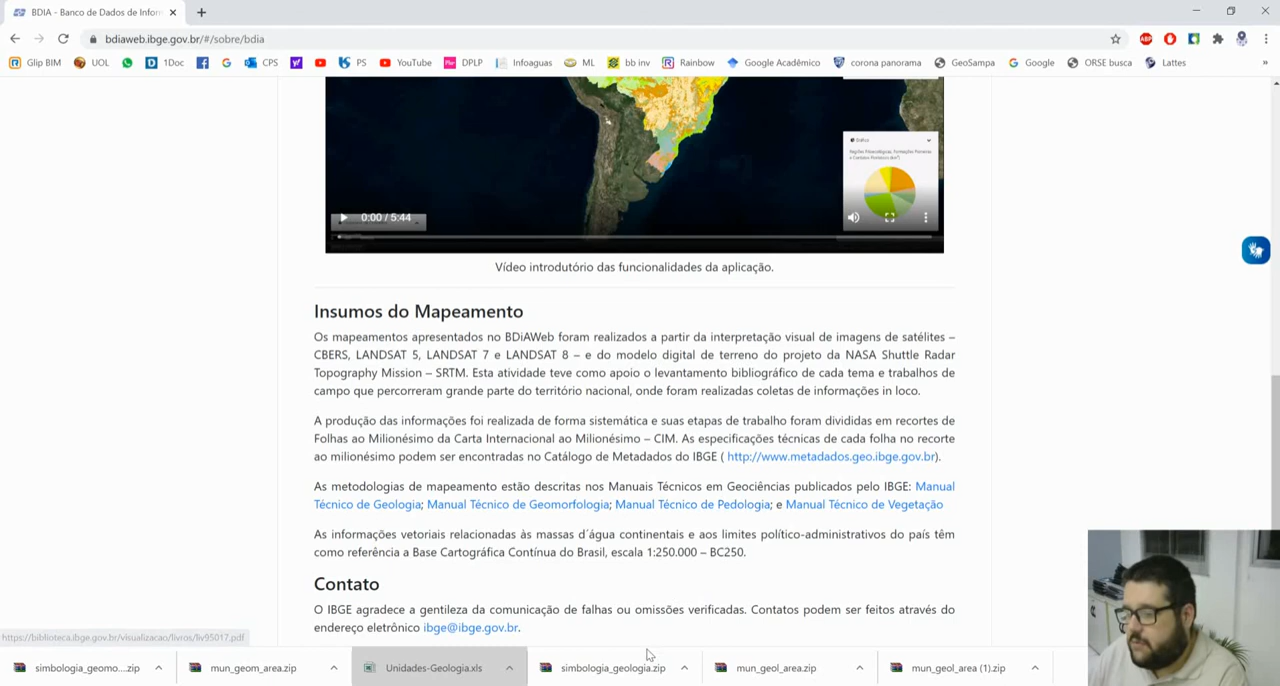 BDIA - Banco de Dados de Inform
bdiaweb.ibge.gov.br/#/sobre/bdia
ABP
Glip BIM UOL 1Doc CPS PS YouTube DPLP Infoaguas ML bb inv Rainbow Google Acadêmico corona panorama GeoSampa Google ORSE busca Lattes »
0:00 / 5:44
Vídeo introdutório das funcionalidades da aplicação.
Insumos do Mapeamento
Os mapeamentos apresentados no BDiAWeb foram realizados a partir da interpretação visual de imagens de satélites –
CBERS, LANDSAT 5, LANDSAT 7 e LANDSAT 8 – e do modelo digital de terreno do projeto da NASA Shuttle Radar
Topography Mission – SRTM. Esta atividade teve como apoio o levantamento bibliográfico de cada tema e trabalhos de
campo que percorreram grande parte do território nacional, onde foram realizadas coletas de informações in loco.
A produção das informações foi realizada de forma sistemática e suas etapas de trabalho foram divididas em recortes de
Folhas ao Milionésimo da Carta Internacional ao Milionésimo – CIM. As especificações técnicas de cada folha no recorte
ao milionésimo podem ser encontradas no Catálogo de Metadados do IBGE ( http://www.metadados.geo.ibge.gov.br).
As metodologias de mapeamento estão descritas nos Manuais Técnicos em Geociências publicados pelo IBGE: Manual
Técnico de Geologia; Manual Técnico de Geomorfologia; Manual Técnico de Pedologia; e Manual Técnico de Vegetação
As informações vetoriais relacionadas às massas d´água continentais e aos limites político-administrativos do país têm
como referência a Base Cartográfica Contínua do Brasil, escala 1:250.000 – BC250.
Contato
O IBGE agradece a gentileza da comunicação de falhas ou omissões verificadas. Contatos podem ser feitos através do
endereço eletrônico ibge@ibge.gov.br.
https://biblioteca.ibge.gov.br/visualizacao/livros/liv95017.pdf
simbologia_geomo....zip mun_geom_area.zip Unidades-Geologia.xls simbologia_geologia.zip mun_geol_area.zip mun_geol_area (1).zip